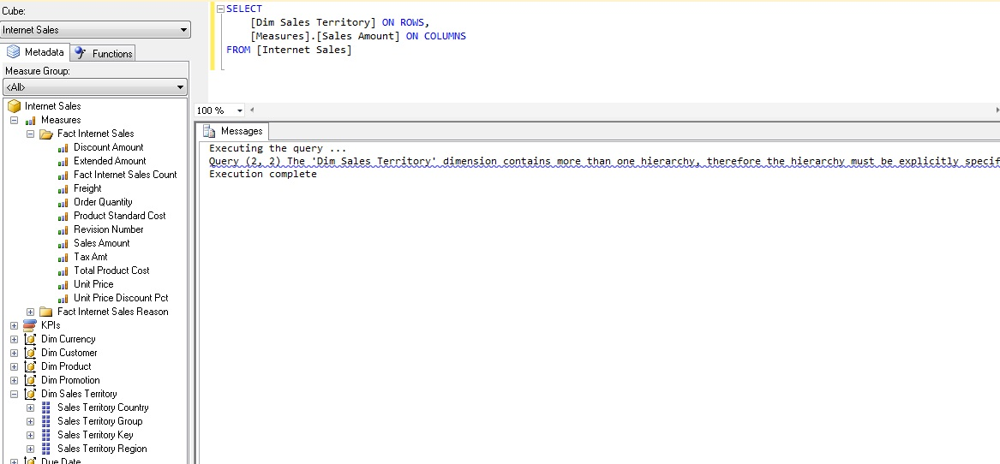 Cube:
Internet Sales
Metadata Functions
Measure Group:
<All>
Internet Sales
Measures
Fact Internet Sales
Discount Amount
Extended Amount
Fact Internet Sales Count
Freight
Order Quantity
Product Standard Cost
Revision Number
Sales Amount
Tax Amt
Total Product Cost
Unit Price
Unit Price Discount Pct
Fact Internet Sales Reason
KPIs
Dim Currency
Dim Customer
Dim Product
Dim Promotion
Dim Sales Territory
Sales Territory Country
Sales Territory Group
Sales Territory Key
Sales Territory Region
Due Date
SELECT
[Dim Sales Territory] ON ROWS,
[Measures].[Sales Amount] ON COLUMNS
FROM [Internet Sales]
100 %
Messages
Executing the query ...
Query (2, 2) The 'Dim Sales Territory' dimension contains more than one hierarchy, therefore the hierarchy must be explicitly specif
Execution complete